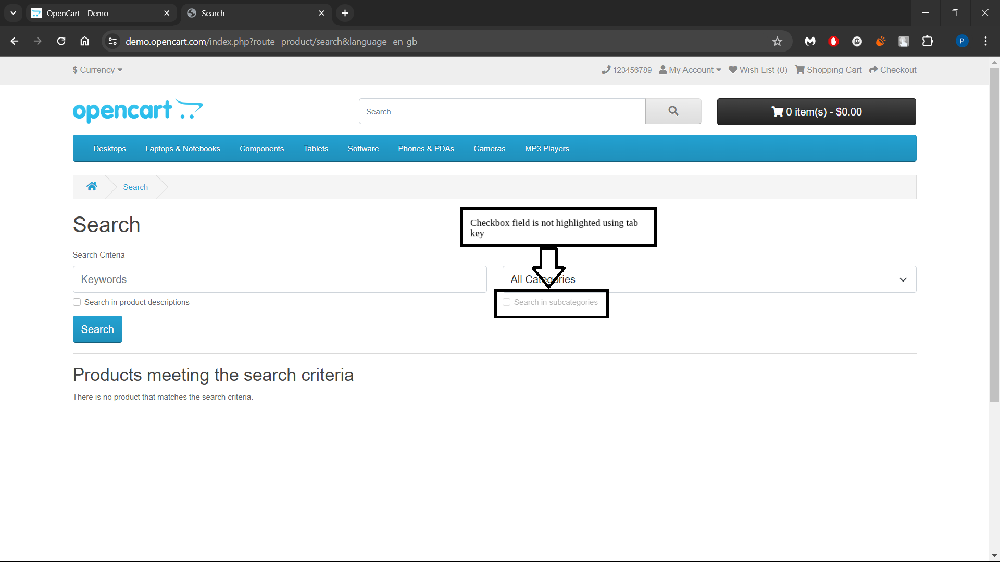 OpenCart - Demo
Search
demo.opencart.com/index.php?route=product/search&language=en-gb
P
$ Currency
123456789 My Account Wish List (0) Shopping Cart Checkout
opencart
Search
0 item(s) - $0.00
Desktops Laptops & Notebooks Components Tablets Software Phones & PDAs Cameras MP3 Players
Search
Search
Checkbox field is not highlighted using tab
key
Search Criteria
Keywords
All Categories
Search in product descriptions
Search in subcategories
Search
Products meeting the search criteria
There is no product that matches the search criteria.